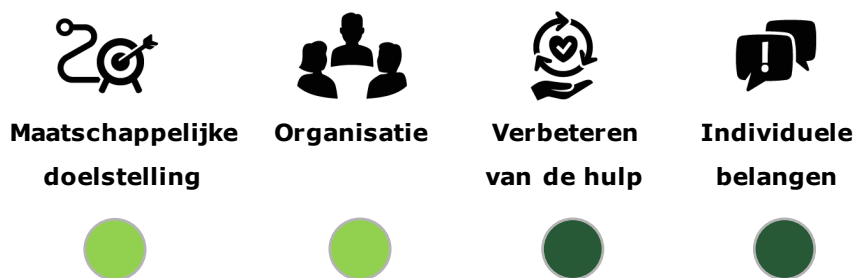 Maatschappelijke
doelstelling
Organisatie
Verbeteren
van de hulp
Individuele
belangen